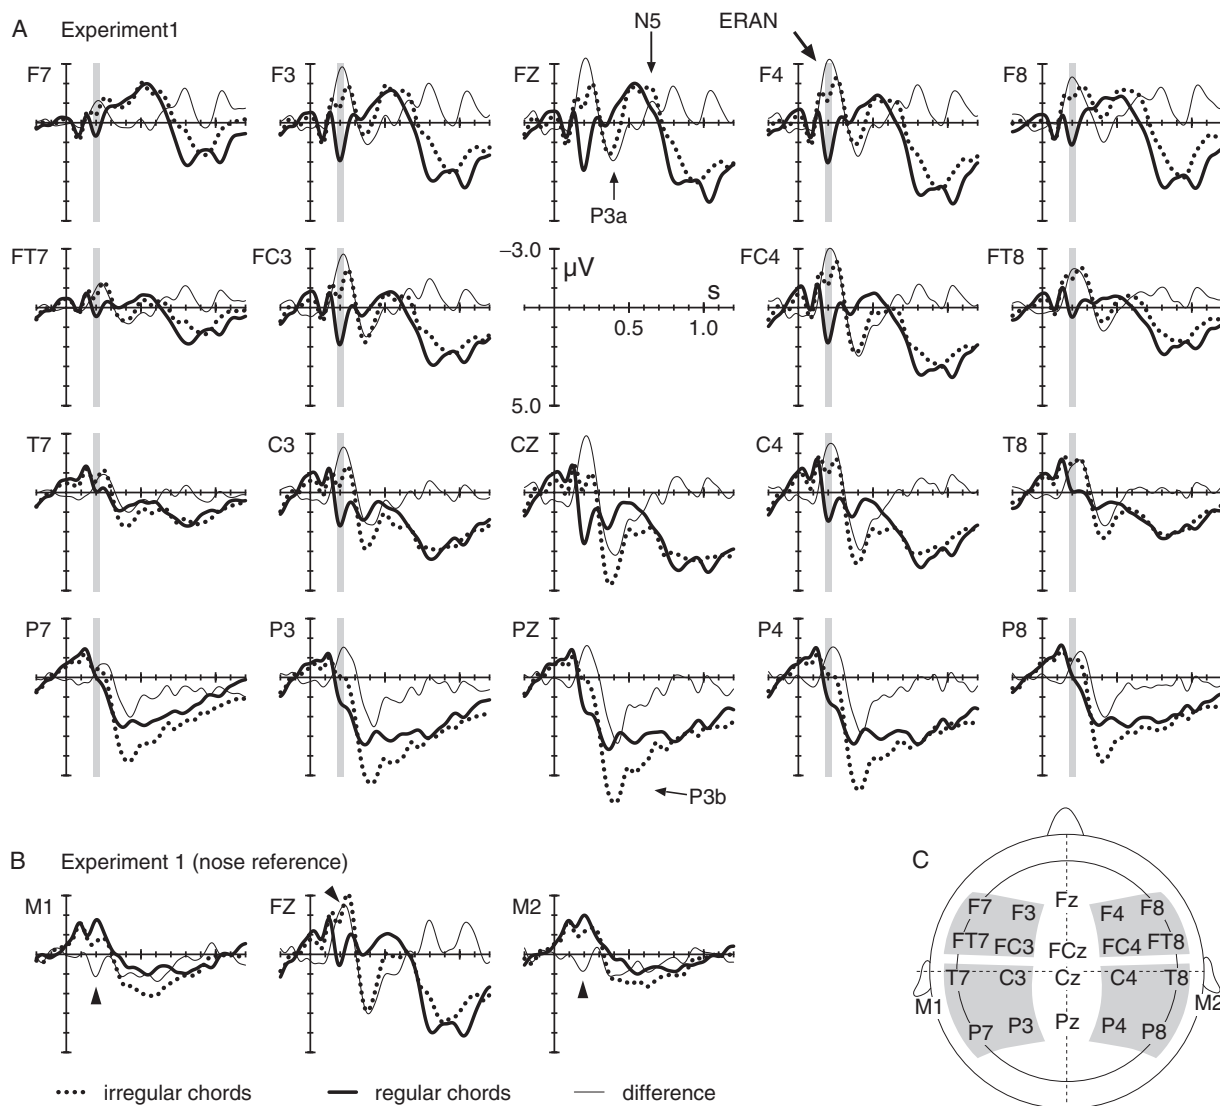 A Experiment1
N5 ERAN
F7 F3 FZ F4 F8
P3a
FT7 FC3 −3.0 FC4 FT8
µV s
0.5 1.0
5.0
T7 C3 CZ C4 T8
P7 P3 PZ P4 P8
P3b
B Experiment 1 (nose reference)
M1 FZ M2
irregular chords regular chords difference
C
Fz
F7 F3 F4 F8
FT7 FC3 FCz FC4 FT8
T7 C3 Cz C4 T8
M1 M2
P7 P3 Pz P4 P8